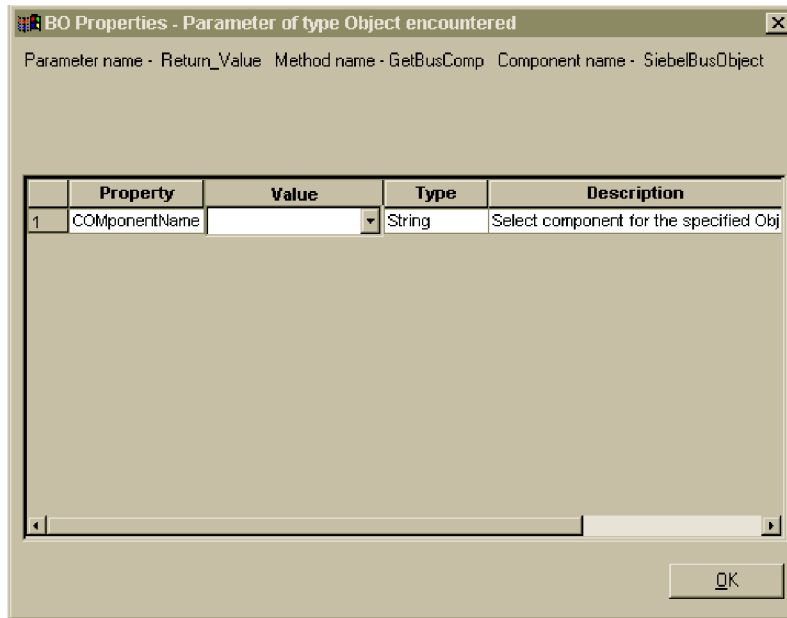 BO Properties - Parameter of type Object encountered
Parameter name - Return_Value Method name - GetBusComp Component name - SiebelBusObject
Property Value Type Description
1 COMponentName String Select component for the specified Obj
OK